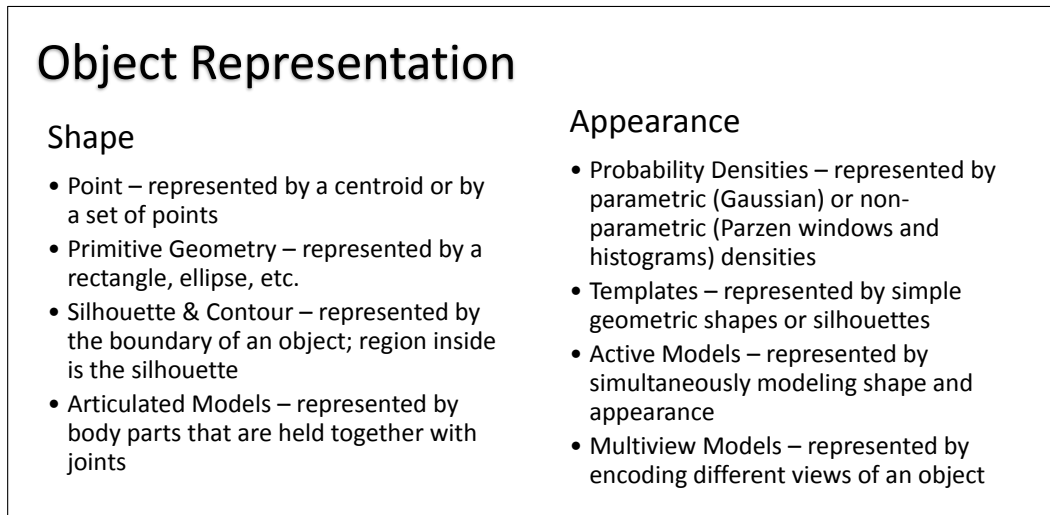 Object Representation
Shape
• Point – represented by a centroid or by
a set of points
• Primitive Geometry – represented by a
rectangle, ellipse, etc.
• Silhouette & Contour – represented by
the boundary of an object; region inside
is the silhouette
• Articulated Models – represented by
body parts that are held together with
joints
Appearance
• Probability Densities – represented by
parametric (Gaussian) or non-
parametric (Parzen windows and
histograms) densities
• Templates – represented by simple
geometric shapes or silhouettes
• Active Models – represented by
simultaneously modeling shape and
appearance
• Multiview Models – represented by
encoding different views of an object